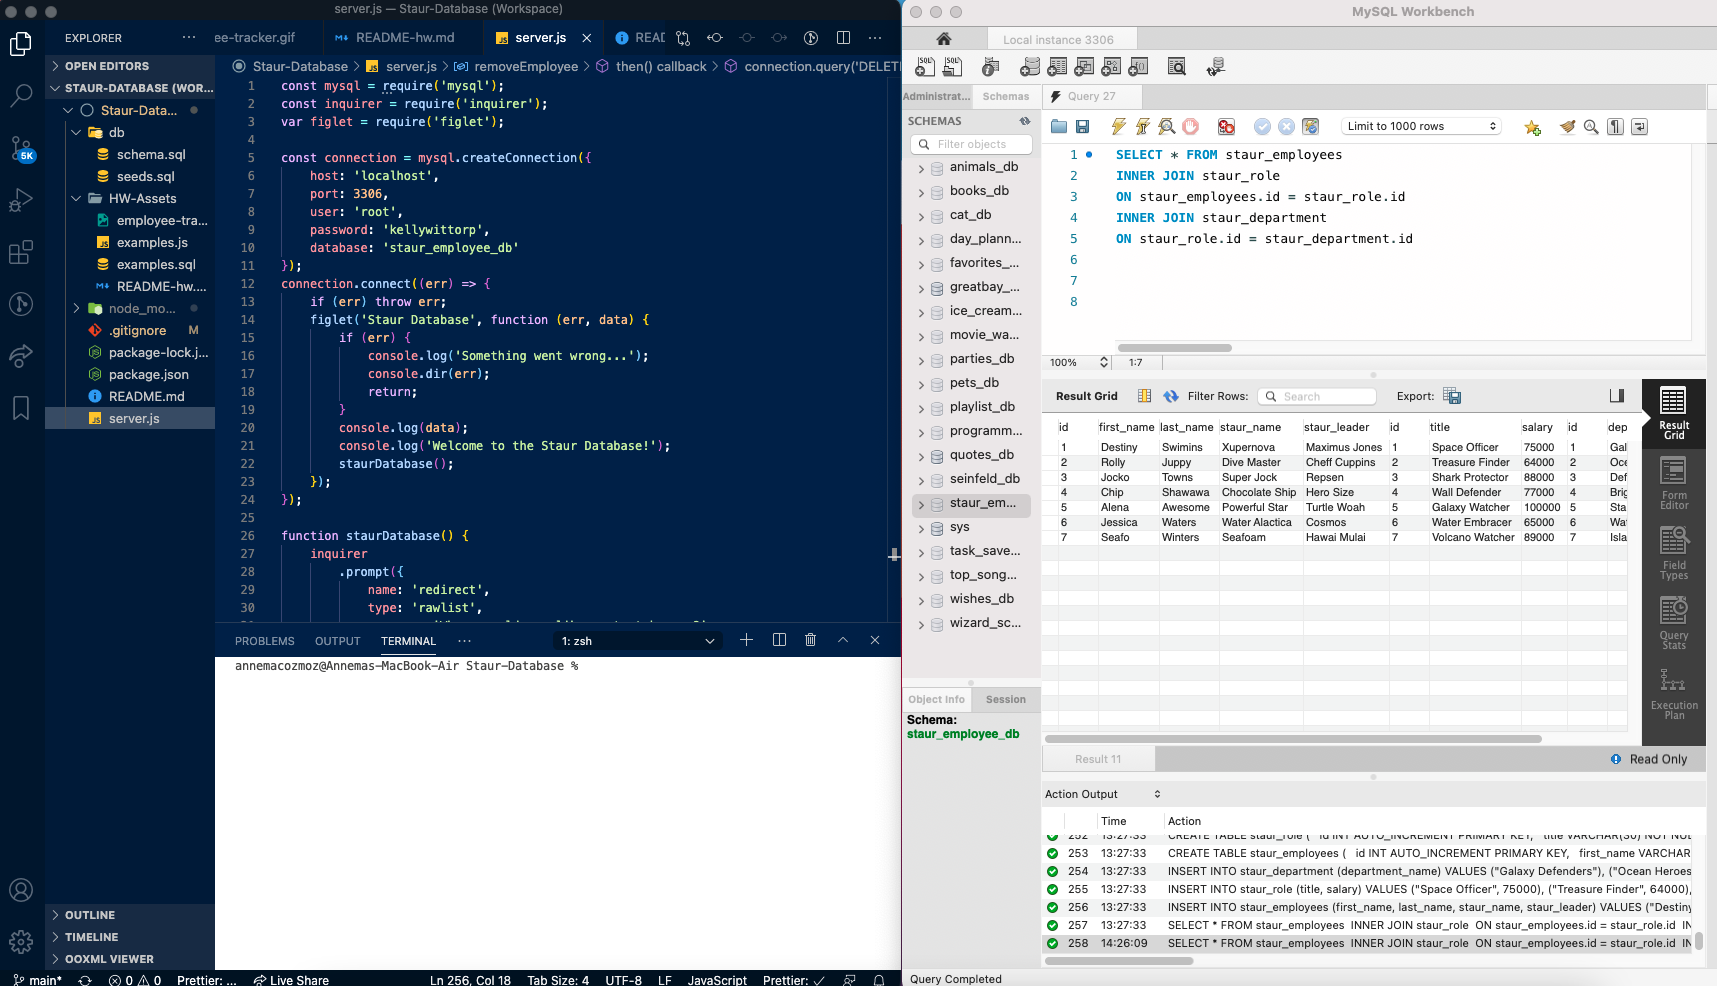 server.js — Staur-Database (Workspace)
EXPLORER
ee-tracker.gif
README-hw.md
server.js
READ
OPEN EDITORS
STAUR-DATABASE (WOR...
Staur-Data...
db
schema.sql
seeds.sql
HW-Assets
employee-tra...
examples.js
examples.sql
README-hw....
node_mo...
.gitignore M
package-lock.j...
package.json
README.md
server.js
5K
OUTLINE
TIMELINE
OOXML VIEWER
Staur-Database > server.js > removeEmployee > then() callback > connection.query('DELET
1 const mysql = require('mysql');
2 const inquirer = require('inquirer');
3 var figlet = require('figlet');
4
5 const connection = mysql.createConnection({
6 host: 'localhost',
7 port: 3306,
8 user: 'root',
9 password: 'kellywittorp',
10 database: 'staur_employee_db'
11 });
12 connection.connect((err) => {
13 if (err) throw err;
14 figlet('Staur Database', function (err, data) {
15 if (err) {
16 console.log('Something went wrong...');
17 console.dir(err);
18 return;
19 }
20 console.log(data);
21 console.log('Welcome to the Staur Database!');
22 staurDatabase();
23 });
24 });
25
26 function staurDatabase() {
27 inquirer
28 .prompt({
29 name: 'redirect',
30 type: 'rawlist',
PROBLEMS OUTPUT TERMINAL ··· 1: zsh
annemacozmoz@Annemas-MacBook-Air Staur-Database %
main* 0 0 Prettier: ... Live Share Ln 256, Col 18 Tab Size: 4 UTF-8 LF JavaScript Prettier: ✓
MySQL Workbench
Local instance 3306
Administrat... Schemas
Query 27
SCHEMAS
Filter objects
animals_db
books_db
cat_db
day_plann...
favorites_...
greatbay_...
ice_cream...
movie_wa...
parties_db
pets_db
playlist_db
programm...
quotes_db
seinfeld_db
staur_em...
sys
task_save...
top_song...
wishes_db
wizard_sc...
Object Info Session
Schema:
staur_employee_db
Limit to 1000 rows
1 SELECT * FROM staur_employees
2 INNER JOIN staur_role
3 ON staur_employees.id = staur_role.id
4 INNER JOIN staur_department
5 ON staur_role.id = staur_department.id
6
7
8
100% 1:7
Result Grid Filter Rows: Search Export:
id first_name last_name staur_name staur_leader id title salary id dep
1 Destiny Swimins Xupernova Maximus Jones 1 Space Officer 75000 1 Gal
2 Rolly Juppy Dive Master Cheff Cuppins 2 Treasure Finder 64000 2 Oce
3 Jocko Towns Super Jock Repsen 3 Shark Protector 88000 3 Def
4 Chip Shawawa Chocolate Ship Hero Size 4 Wall Defender 77000 4 Brig
5 Alena Awesome Powerful Star Turtle Woah 5 Galaxy Watcher 100000 5 Sta
6 Jessica Waters Water Alactica Cosmos 6 Water Embracer 65000 6 Wat
7 Seafo Winters Seafoam Hawai Mulai 7 Volcano Watcher 89000 7 Isla
Result Grid
Form Editor
Field Types
Query Stats
Execution Plan
Result 11
Read Only
Action Output
Time Action
252 13:27:33 CREATE TABLE staur_role ( id INT AUTO_INCREMENT PRIMARY KEY, title VARCHAR(30) NOT NUL
253 13:27:33 CREATE TABLE staur_employees ( id INT AUTO_INCREMENT PRIMARY KEY, first_name VARCHAR
254 13:27:33 INSERT INTO staur_department (department_name) VALUES ("Galaxy Defenders"), ("Ocean Heroes
255 13:27:33 INSERT INTO staur_role (title, salary) VALUES ("Space Officer", 75000), ("Treasure Finder", 64000),
256 13:27:33 INSERT INTO staur_employees (first_name, last_name, staur_name, staur_leader) VALUES ("Destiny
257 13:27:33 SELECT * FROM staur_employees INNER JOIN staur_role ON staur_employees.id = staur_role.id IN
258 14:26:09 SELECT * FROM staur_employees INNER JOIN staur_role ON staur_employees.id = staur_role.id IN
Query Completed